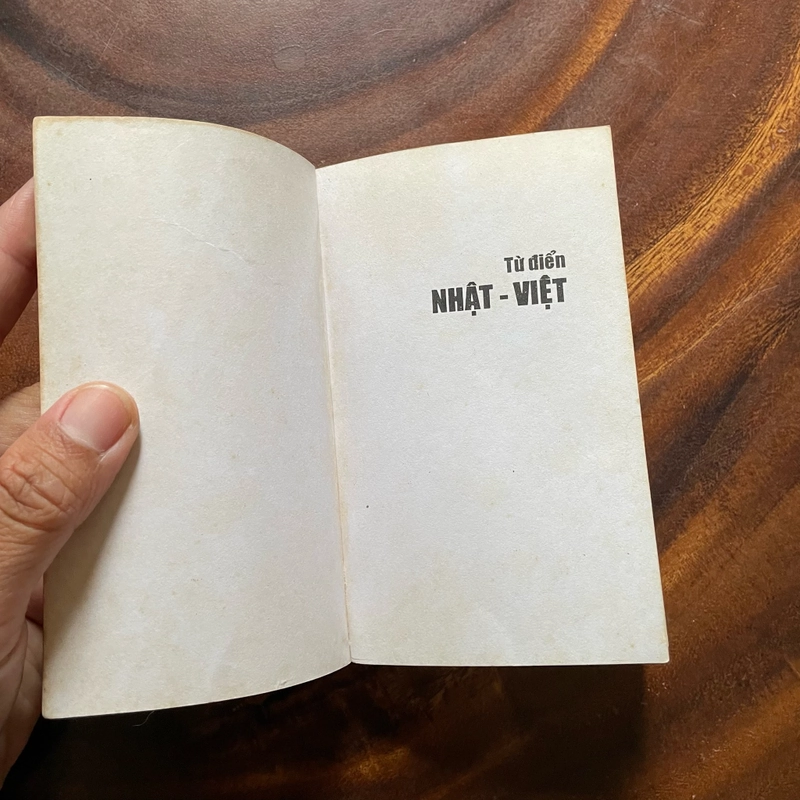 Từ điển
NHẬT - VIỆT